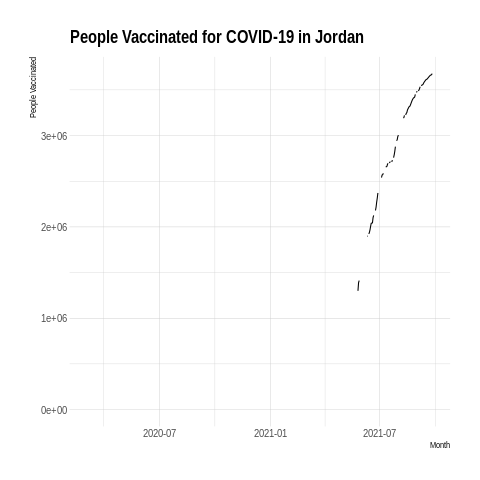 People Vaccinated for COVID-19 in Jordan
People Vaccinated
3e+06
2e+06
1e+06
0e+00
2020-07
2021-01
2021-07
Month